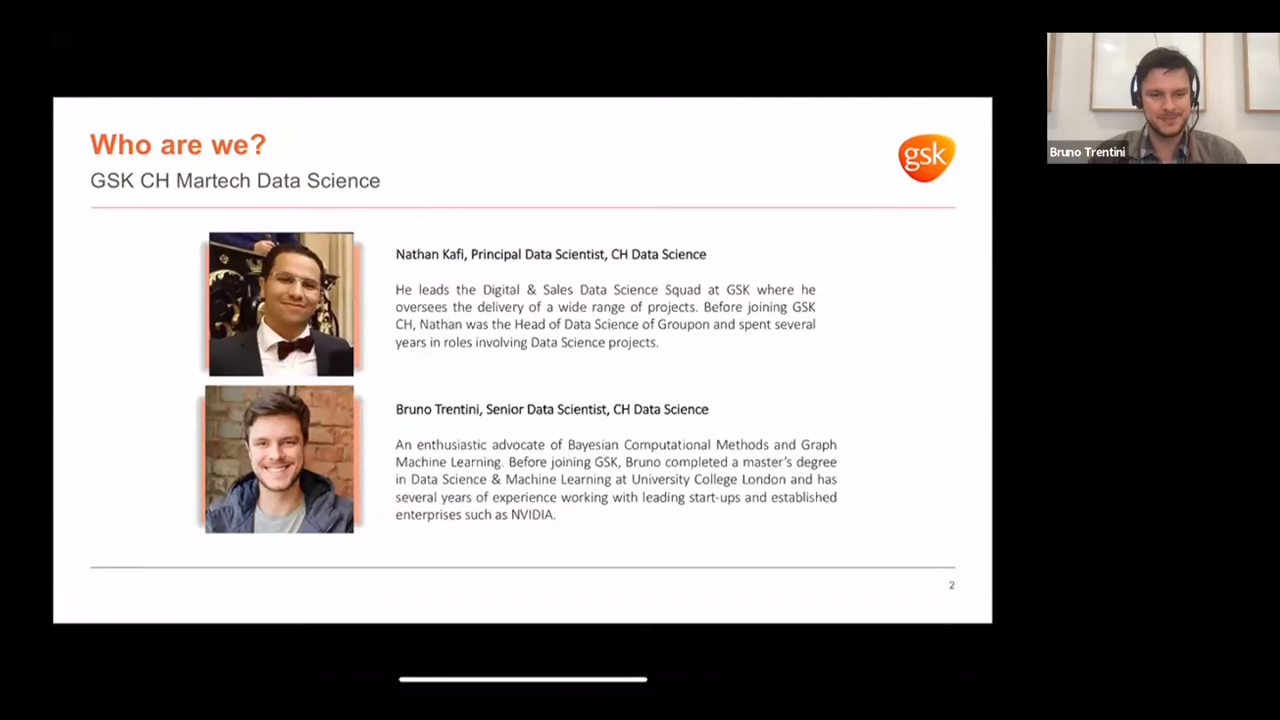 Who are we?
GSK CH Martech Data Science
gsk
Bruno Trentini
Nathan Kafi, Principal Data Scientist, CH Data Science
He leads the Digital & Sales Data Science Squad at GSK where he
oversees the delivery of a wide range of projects. Before joining GSK
CH, Nathan was the Head of Data Science of Groupon and spent several
years in roles involving Data Science projects.
Bruno Trentini, Senior Data Scientist, CH Data Science
An enthusiastic advocate of Bayesian Computational Methods and Graph
Machine Learning. Before joining GSK, Bruno completed a master's degree
in Data Science & Machine Learning at University College London and has
several years of experience working with leading start-ups and established
enterprises such as NVIDIA.
2